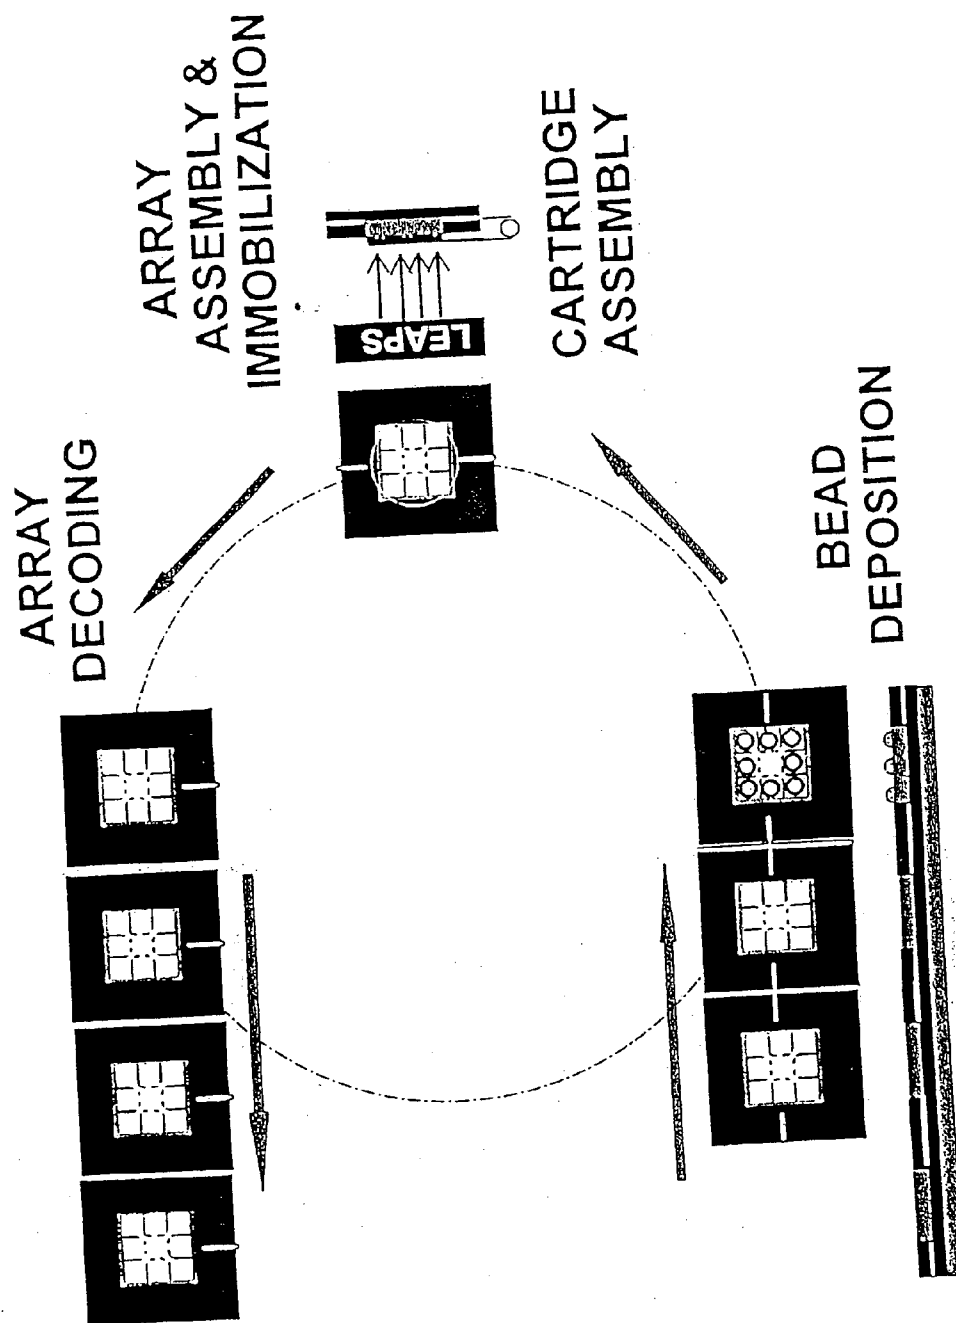 ARRAY
DECODING
ARRAY
ASSEMBLY &
IMMOBILIZATION
LEAPS
CARTRIDGE
ASSEMBLY
BEAD
DEPOSITION